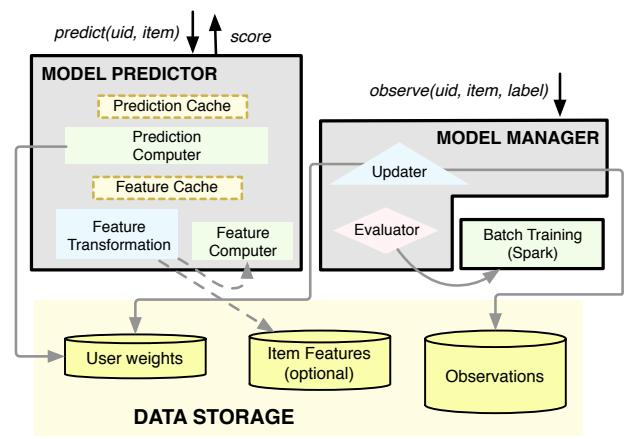 predict(uid, item)
score
MODEL PREDICTOR
Prediction Cache
Prediction
Computer
Feature Cache
Feature
Transformation
Feature
Computer
observe(uid, item, label)
MODEL MANAGER
Updater
Evaluator
Batch Training
(Spark)
User weights
Item Features
(optional)
Observations
DATA STORAGE